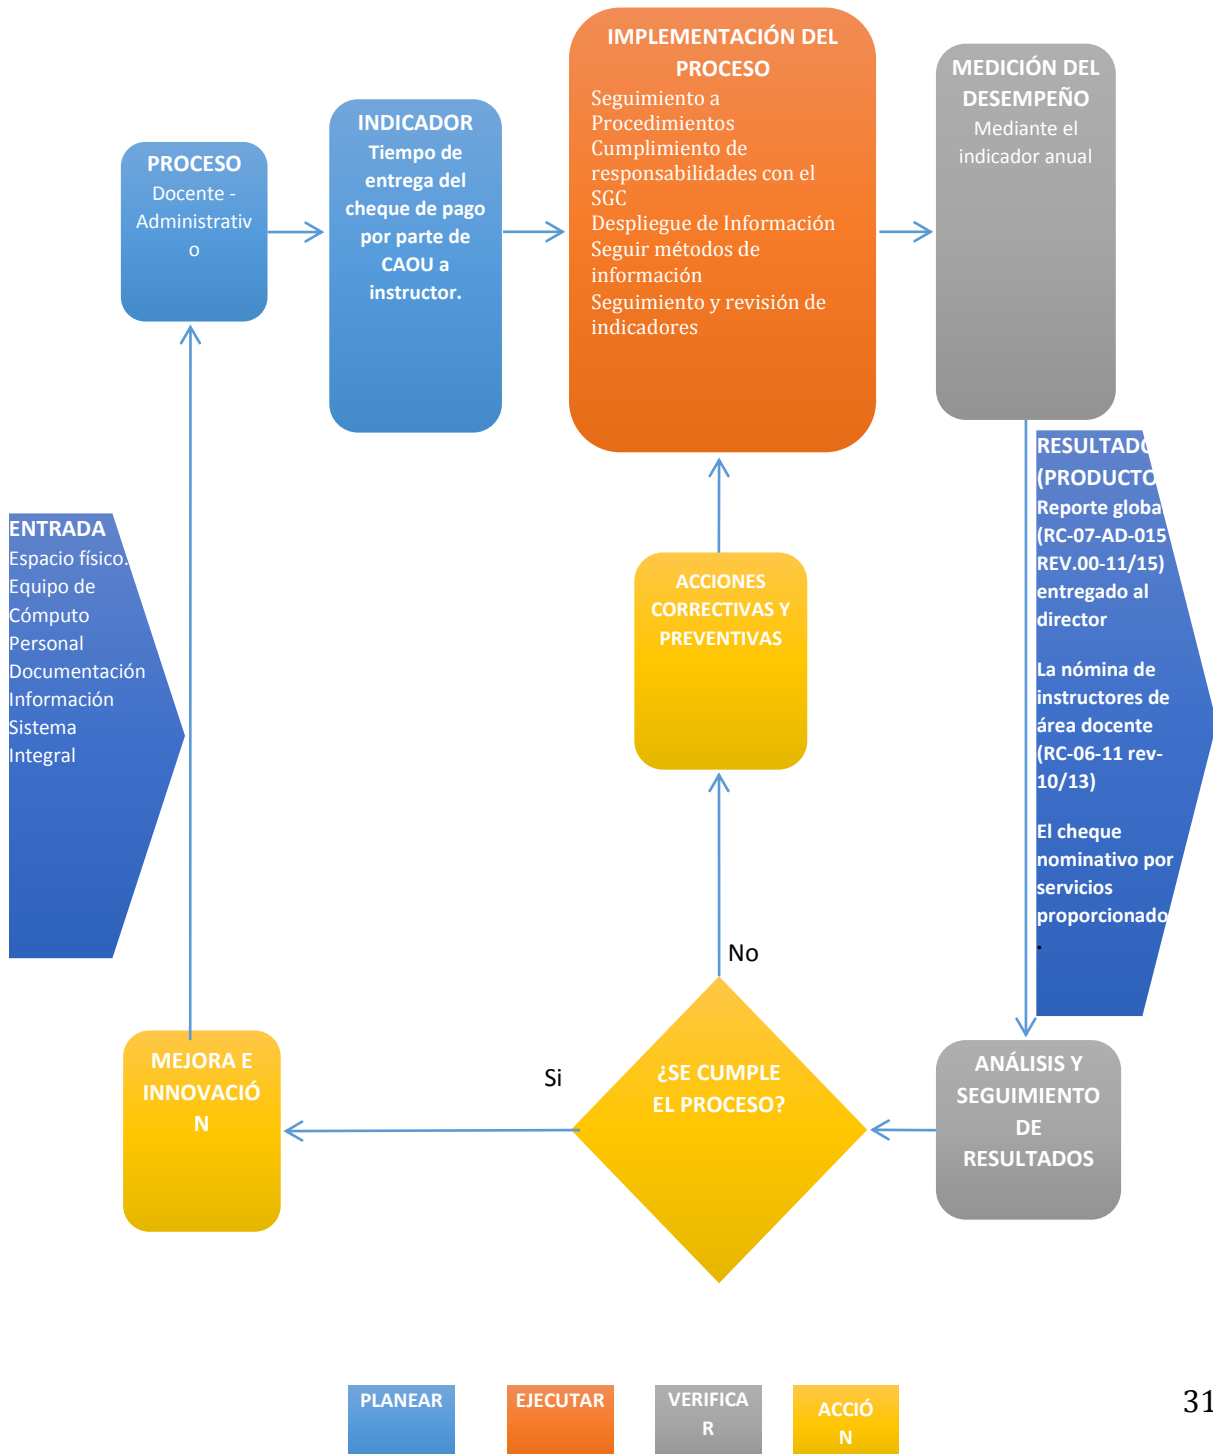 IMPLEMENTACIÓN DEL
PROCESO
Seguimiento a
Procedimientos
Cumplimiento de
responsabilidades con el
SGC
Despliegue de Información
Seguir métodos de
información
Seguimiento y revisión de
indicadores
MEDICIÓN DEL
DESEMPEÑO
Mediante el
indicador anual
INDICADOR
Tiempo de
entrega del
cheque de pago
por parte de
CAOU a
instructor.
PROCESO
Docente -
Administrativ
o
RESULTADO
(PRODUCTO
Reporte globa
(RC-07-AD-015
REV.00-11/15)
entregado al
director
La nómina de
instructores de
área docente
(RC-06-11 rev-
10/13)
El cheque
nominativo por
servicios
proporcionado
.
ENTRADA
Espacio físico.
Equipo de
Cómputo
Personal
Documentación
Información
Sistema
Integral
ACCIONES
CORRECTIVAS Y
PREVENTIVAS
No
MEJORA E
INNOVACIÓ
N
Si
¿SE CUMPLE
EL PROCESO?
ANÁLISIS Y
SEGUIMIENTO
DE
RESULTADOS
PLANEAR
EJECUTAR
VERIFICA
R
ACCIÓ
N
31